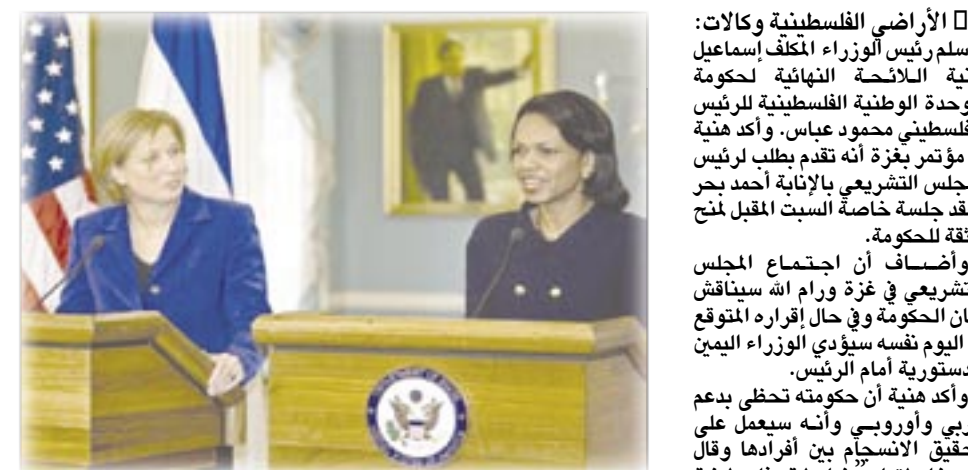 الأراضي الفلسطينية وكالات:
سلم رئيس الوزراء المكلف إسماعيل
نية اللائحة النهائية لحكومة
وحدة الوطنية الفلسطينية للرئيس
فلسطيني محمود عباس. وأكد هنية
مؤتمر بغزة أنه تقدم بطلب لرئيس
جلس التشريعي بالإنابة أحمد بحر
قد جلسة خاصة السبت المقبل لمنح
ثقة للحكومة.
وأضاف أن اجتماع المجلس
تشريعي في غزة ورام الله سيناقش
ان الحكومة وفي حال إقراره المتوقع
اليوم نفسه سيؤدي الوزراء اليمين
دستورية أمام الرئيس.
وأكد هنية أن حكومته تحظى بدعم
ربي وأوروبي وأنه سيعمل على
حقيق الانسجام بين أفرادها وقال